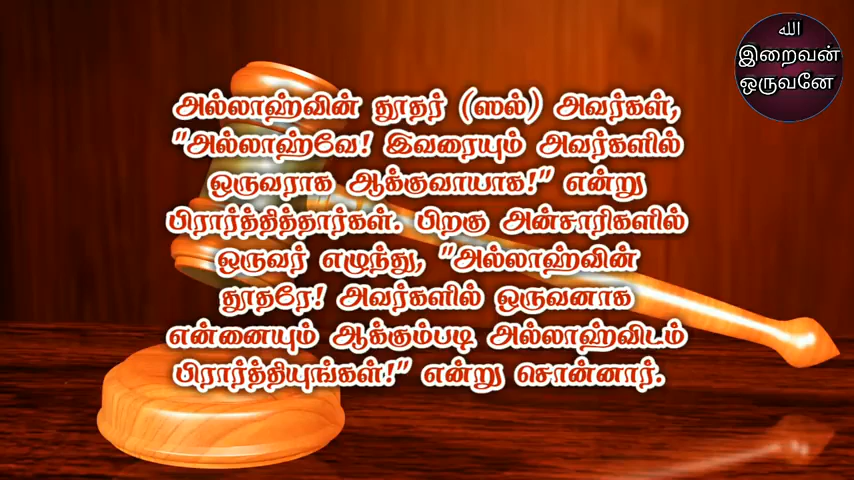 الله
இறைவன்
ஒருவனே
அல்லாஹ்வின் தூதர் (ஸல்) அவர்கள்,
"அல்லாஹ்வே! இவரையும் அவர்களில்
ஒருவராக ஆக்குவாயாக!" என்று
பிரார்த்தித்தார்கள். பிறகு அன்சாரிகளில்
ஒருவர் எழுந்து, "அல்லாஹ்வின்
தூதரே! அவர்களில் ஒருவனாக
என்னையும் ஆக்கும்படி அல்லாஹ்விடம்
பிரார்த்தியுங்கள்!" என்று சொன்னார்.